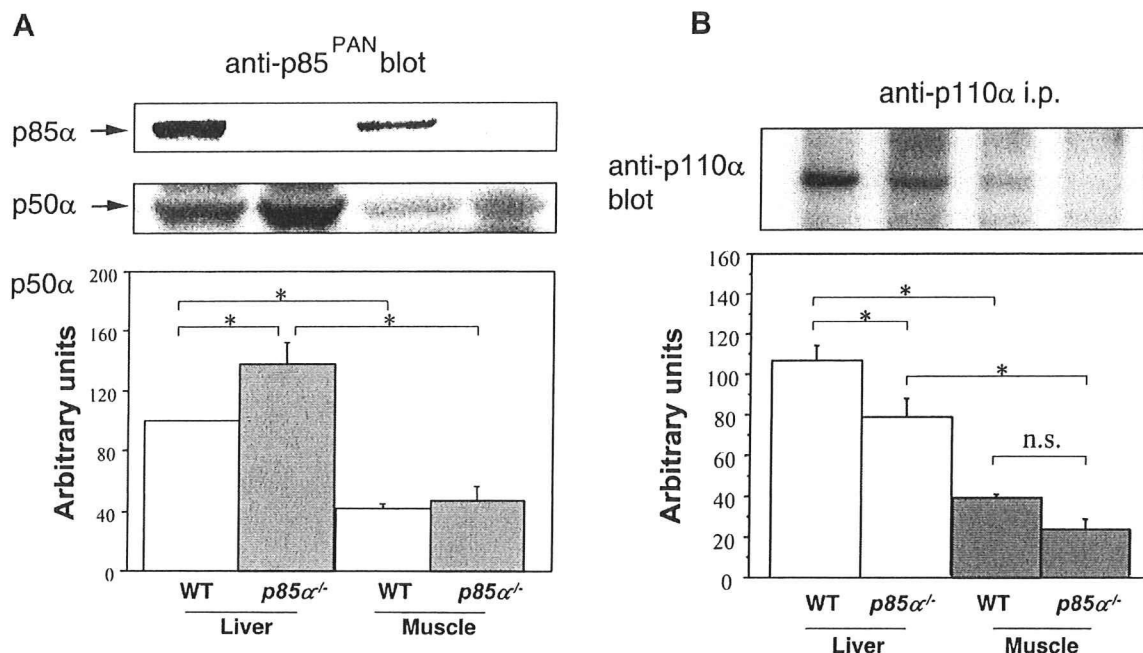 A
anti-p85 PAN blot
p85α
p50α
p50α
Arbitrary units
200
160
120
80
40
0
*
*
*
WT
p85α-/-
WT
p85α-/-
Liver
Muscle
B
anti-p110α i.p.
anti-p110α
blot
Arbitrary units
160
140
120
100
80
60
40
20
0
*
*
*
n.s.
WT
p85α-/-
WT
p85α-/-
Liver
Muscle